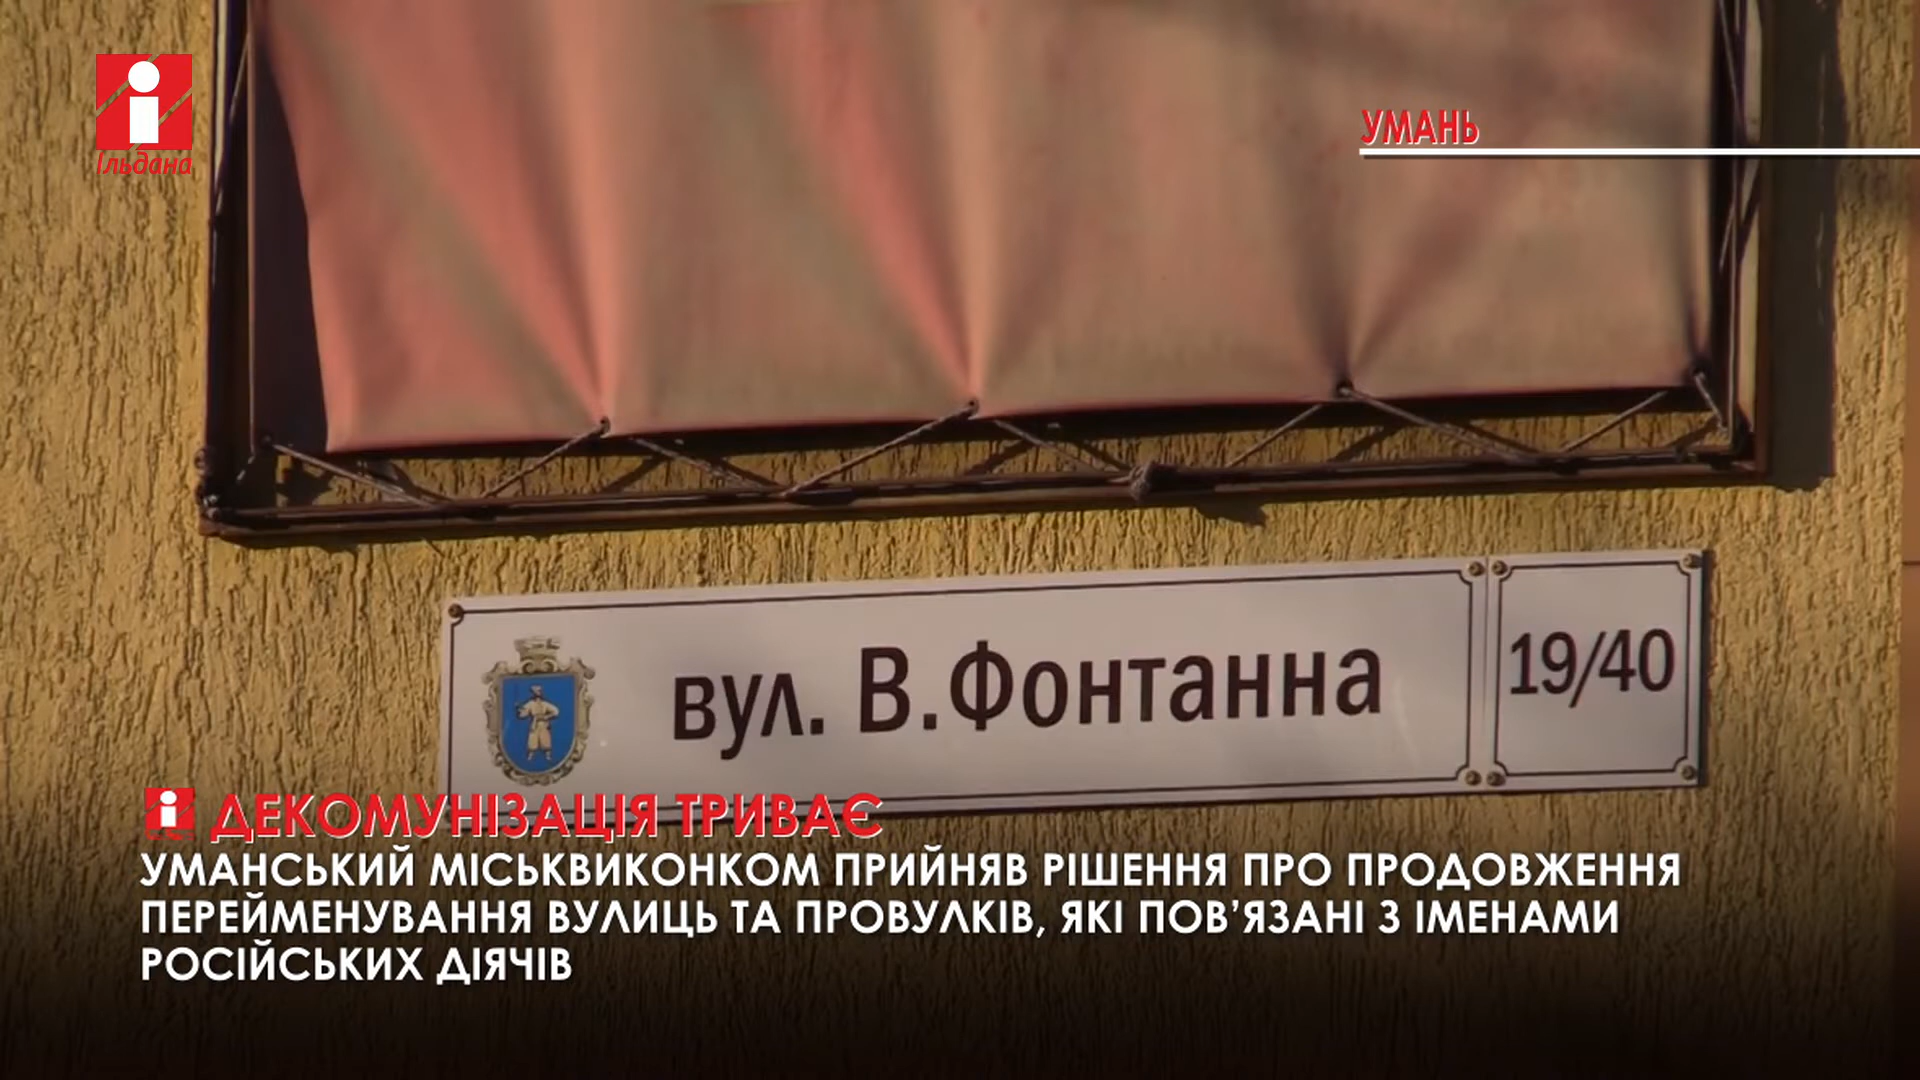 Ільдана
УМАНЬ
вул. В.Фонтанна
19/40
ДЕКОМУНІЗАЦІЯ ТРИВАЄ
УМАНСЬКИЙ МІСЬКВИКОНКОМ ПРИЙНЯВ РІШЕННЯ ПРО ПРОДОВЖЕННЯ
ПЕРЕЙМЕНУВАННЯ ВУЛИЦЬ ТА ПРОВУЛКІВ, ЯКІ ПОВ’ЯЗАНІ З ІМЕНАМИ
РОСІЙСЬКИХ ДІЯЧІВ